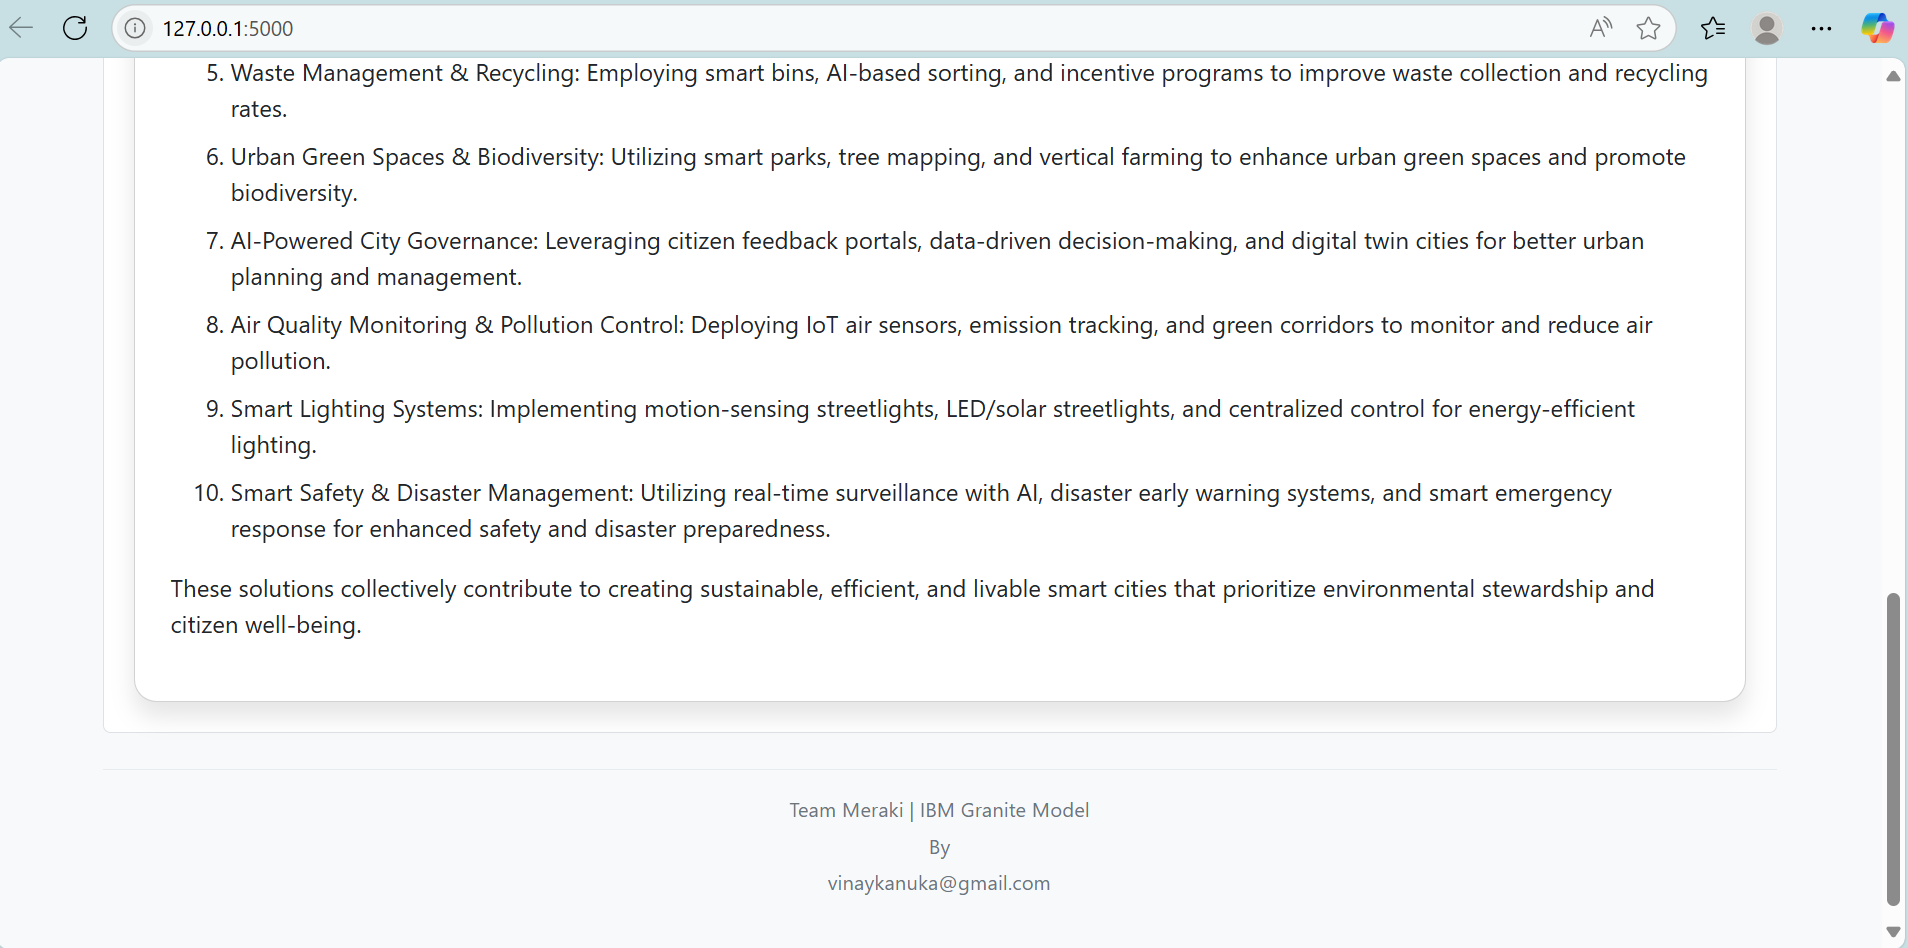 127.0.0.1:5000
5. Waste Management & Recycling: Employing smart bins, AI-based sorting, and incentive programs to improve waste collection and recycling
rates.
6. Urban Green Spaces & Biodiversity: Utilizing smart parks, tree mapping, and vertical farming to enhance urban green spaces and promote
biodiversity.
7. AI-Powered City Governance: Leveraging citizen feedback portals, data-driven decision-making, and digital twin cities for better urban
planning and management.
8. Air Quality Monitoring & Pollution Control: Deploying IoT air sensors, emission tracking, and green corridors to monitor and reduce air
pollution.
9. Smart Lighting Systems: Implementing motion-sensing streetlights, LED/solar streetlights, and centralized control for energy-efficient
lighting.
10. Smart Safety & Disaster Management: Utilizing real-time surveillance with AI, disaster early warning systems, and smart emergency
response for enhanced safety and disaster preparedness.
These solutions collectively contribute to creating sustainable, efficient, and livable smart cities that prioritize environmental stewardship and
citizen well-being.
Team Meraki | IBM Granite Model
By
vinaykanuka@gmail.com